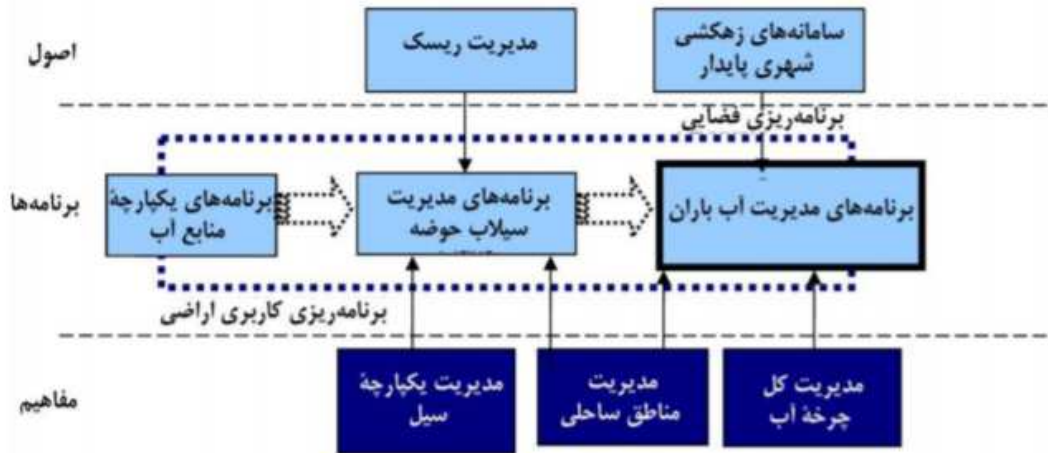 اصول
سامانه‌های زهکشی
شهری پایدار
مدیریت ریسک
برنامه‌ریزی فضایی
برنامه‌ها
برنامه‌های مدیریت آب باران
برنامه‌های مدیریت
سیلاب حوضه
برنامه‌های یکپارچهٔ
منابع آب
برنامه‌ریزی کاربری اراضی
مفاهیم
مدیریت کل
چرخهٔ آب
مدیریت
مناطق ساحلی
مدیریت یکپارچهٔ
سیل